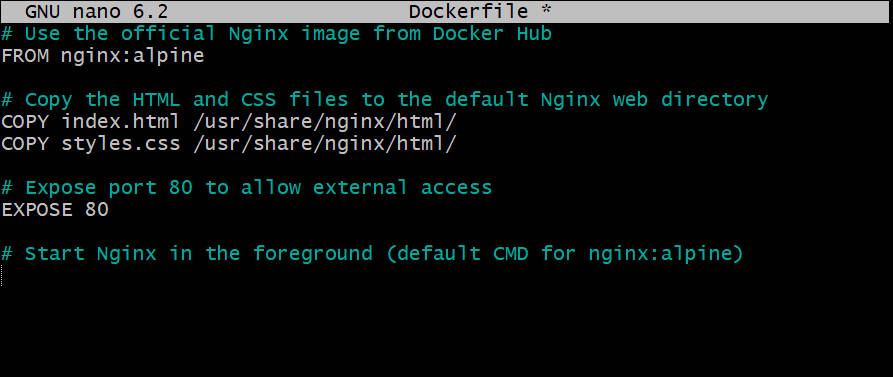 GNU nano 6.2 Dockerfile *
# Use the official Nginx image from Docker Hub
FROM nginx:alpine
# Copy the HTML and CSS files to the default Nginx web directory
COPY index.html /usr/share/nginx/html/
COPY styles.css /usr/share/nginx/html/
# Expose port 80 to allow external access
EXPOSE 80
# Start Nginx in the foreground (default CMD for nginx:alpine)